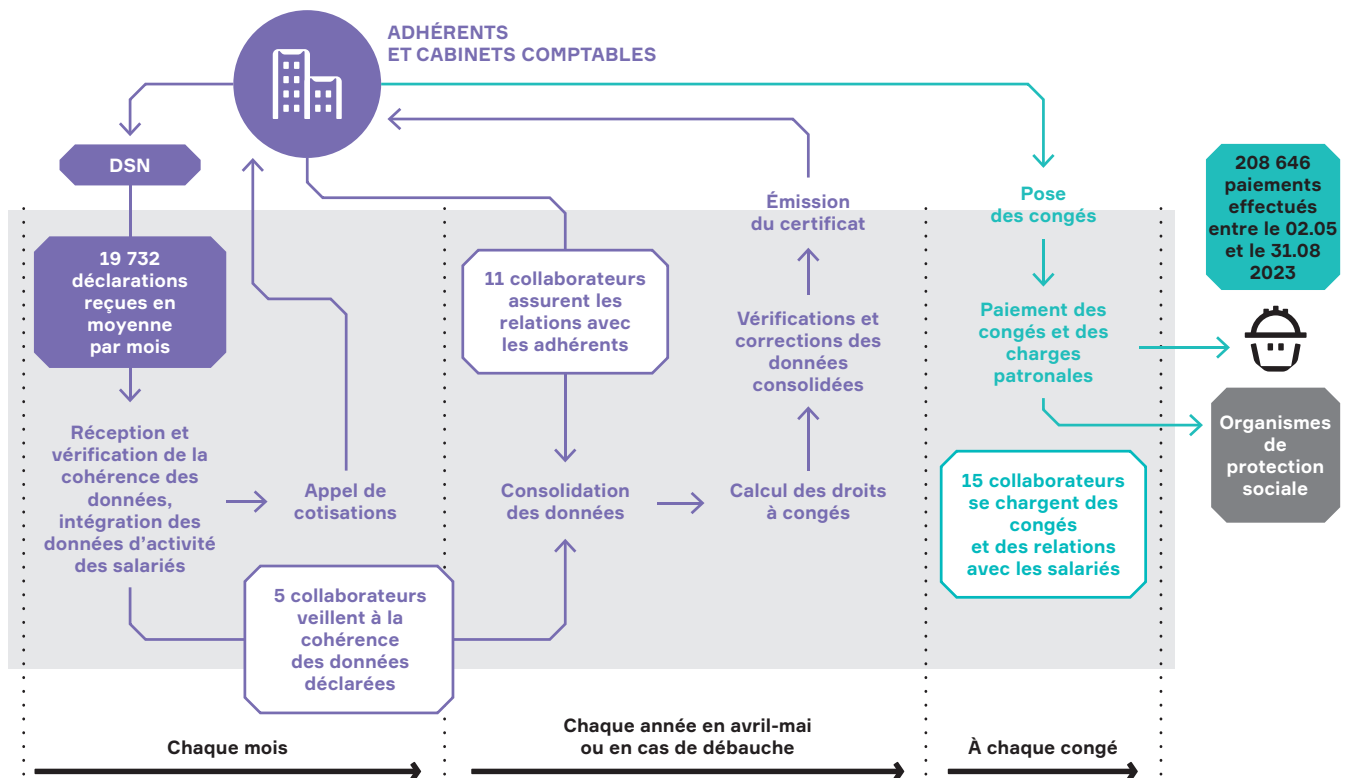 ADHÉRENTS
ET CABINETS COMPTABLES
DSN
19 732
déclarations
reçues en
moyenne
par mois
Réception et
vérification de la
cohérence des
données,
intégration des
données d’activité
des salariés
Appel de
cotisations
5 collaborateurs
veillent à la
cohérence
des données
déclarées
11 collaborateurs
assurent les
relations avec
les adhérents
Consolidation
des données
Calcul des droits
à congés
Vérifications et
corrections des
données
consolidées
Émission
du certificat
Pose
des congés
Paiement des
congés et des
charges
patronales
15 collaborateurs
se chargent des
congés
et des relations
avec les salariés
208 646
paiements
effectués
entre le 02.05
et le 31.08
2023
Organismes
de
protection
sociale
Chaque mois
Chaque année en avril-mai
ou en cas de débauche
À chaque congé